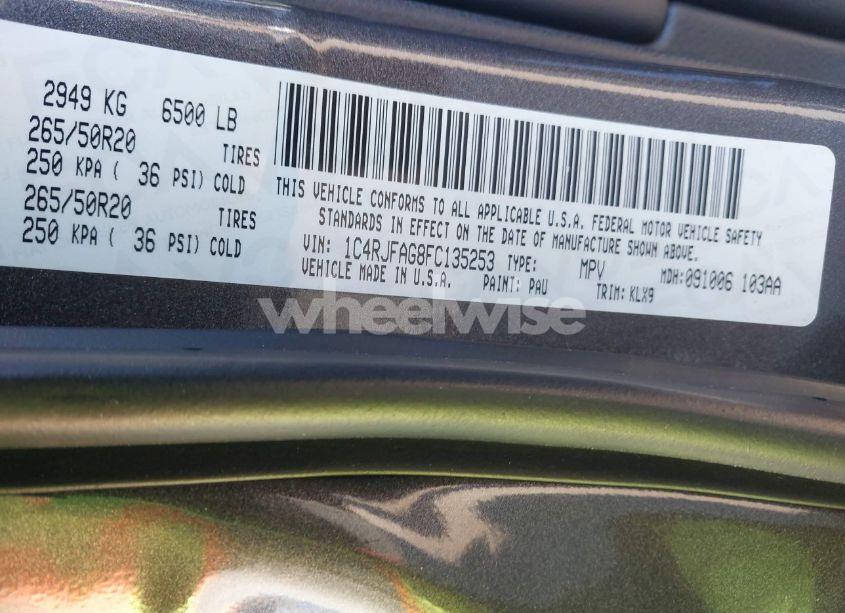 2949 KG 6500 LB
265/50R20 TIRES
250 KPA ( 36 PSI) COLD
265/50R20 TIRES
250 KPA ( 36 PSI) COLD
THIS VEHICLE CONFORMS TO ALL APPLICABLE U.S.A. FEDERAL MOTOR VEHICLE SAFETY
STANDARDS IN EFFECT ON THE DATE OF MANUFACTURE SHOWN ABOVE.
VIN: 1C4RJFAG8FC135253 TYPE: MPV MDH:091006 103AA
VEHICLE MADE IN U.S.A. PAINT: PAU TRIM: KLX9
wheelwise